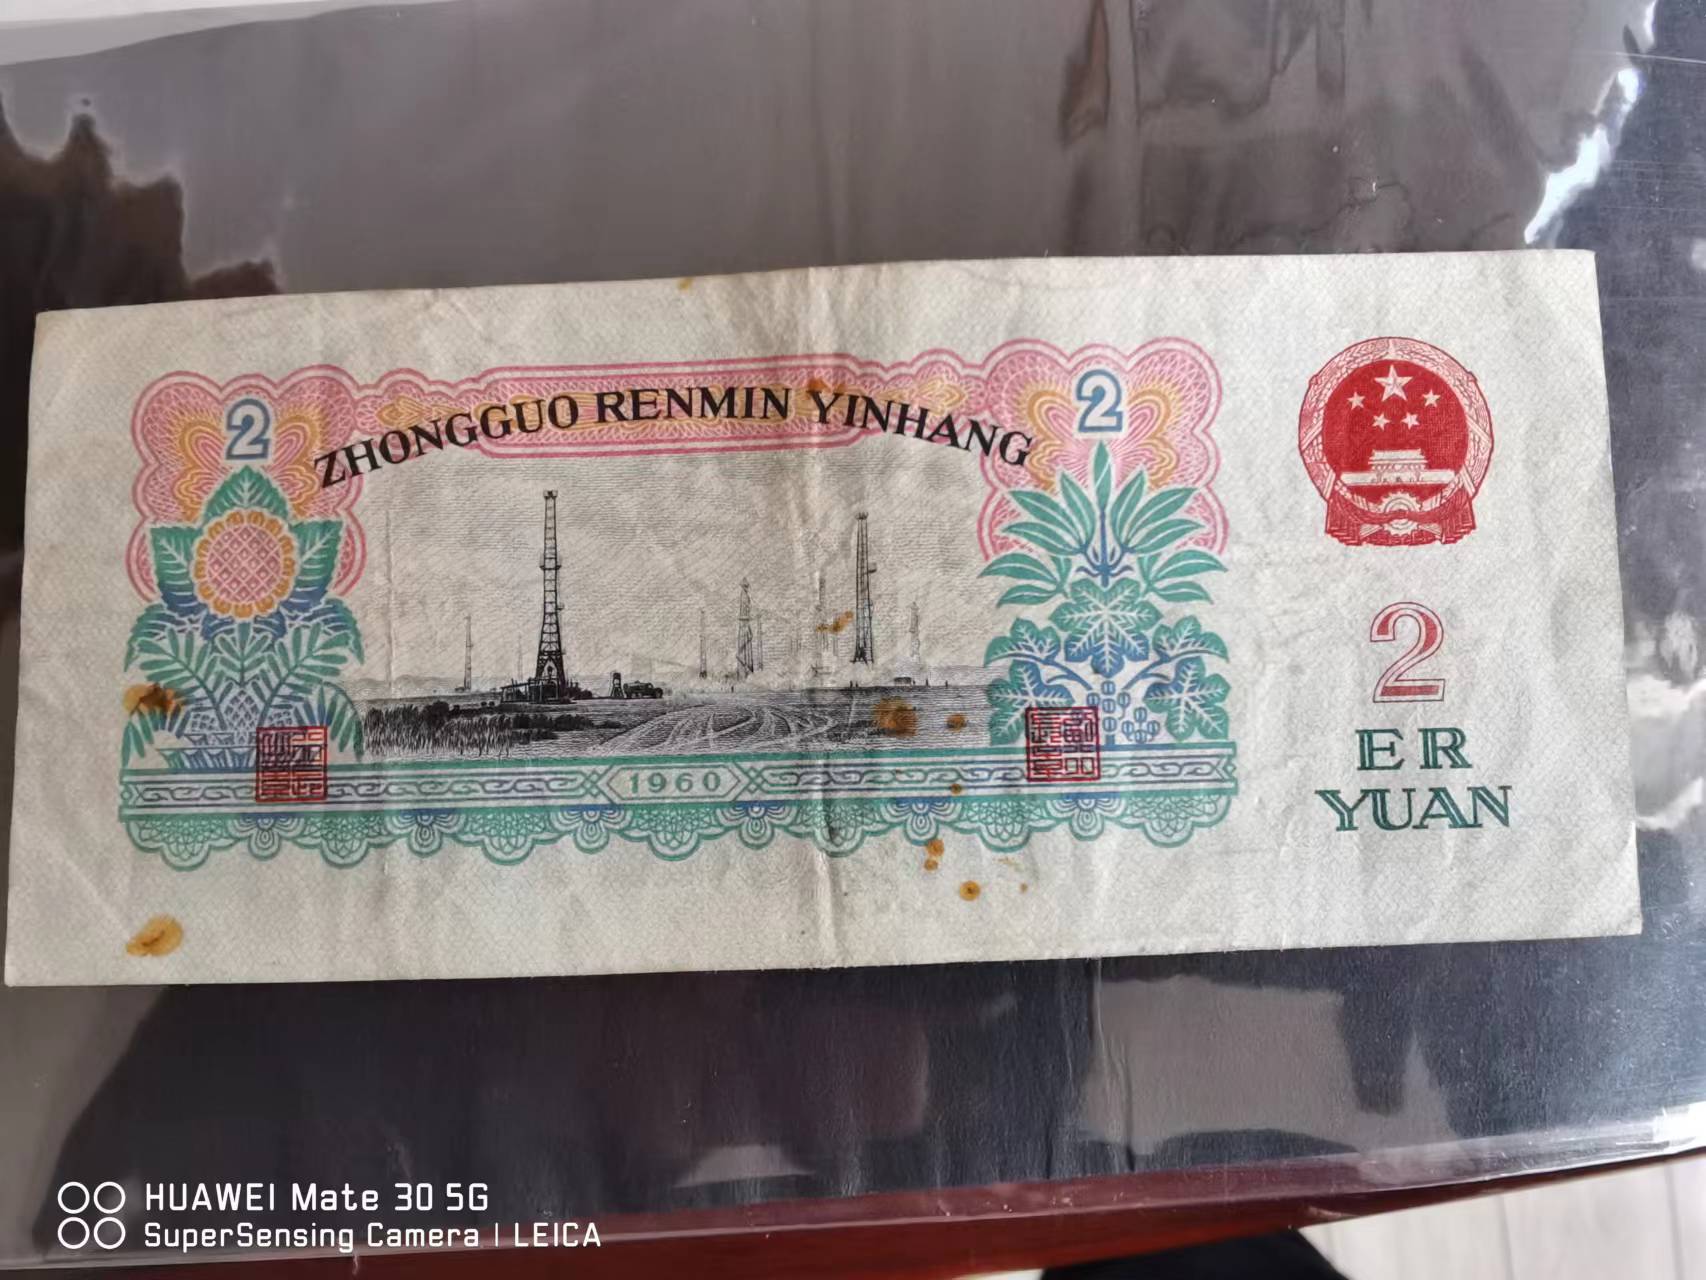 2
ZHONGGUO RENMIN YINHANG
2
2
ER
YUAN
1960
HUAWEI Mate 30 5G
SuperSensing Camera | LEICA